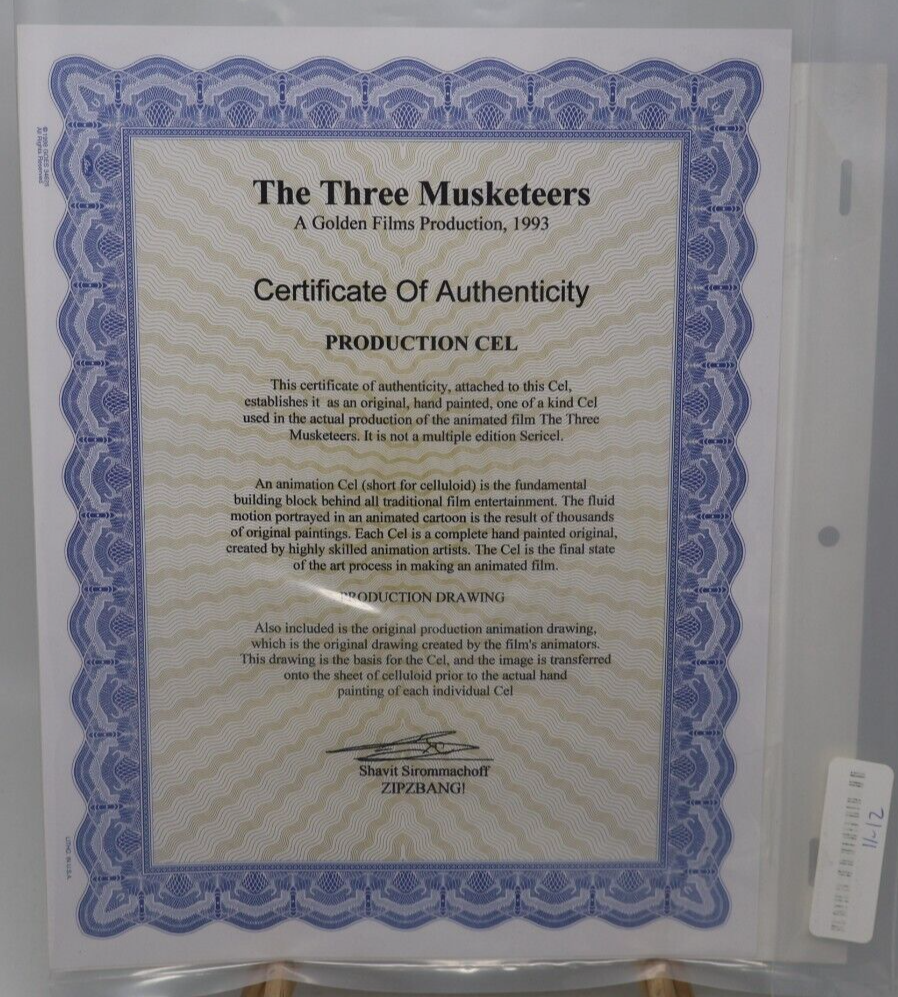 The Three Musketeers
A Golden Films Production, 1993
Certificate Of Authenticity
PRODUCTION CEL
This certificate of authenticity, attached to this Cel,
establishes it as an original, hand painted, one of a kind Cel
used in the actual production of the animated film The Three
Musketeers. It is not a multiple edition Sericel.
An animation Cel (short for celluloid) is the fundamental
building block behind all traditional film entertainment. The fluid
motion portrayed in an animated cartoon is the result of thousands
of original paintings. Each Cel is a complete hand painted original,
created by highly skilled animation artists. The Cel is the final state
of the art process in making an animated film.
PRODUCTION DRAWING
Also included is the original production animation drawing,
which is the original drawing created by the film's animators.
This drawing is the basis for the Cel, and the image is transferred
onto the sheet of celluloid prior to the actual hand
painting of each individual Cel
Shavit Sirommachoff
ZIPZBANG!
All Rights Reserved
LITHO IN U.S.A.